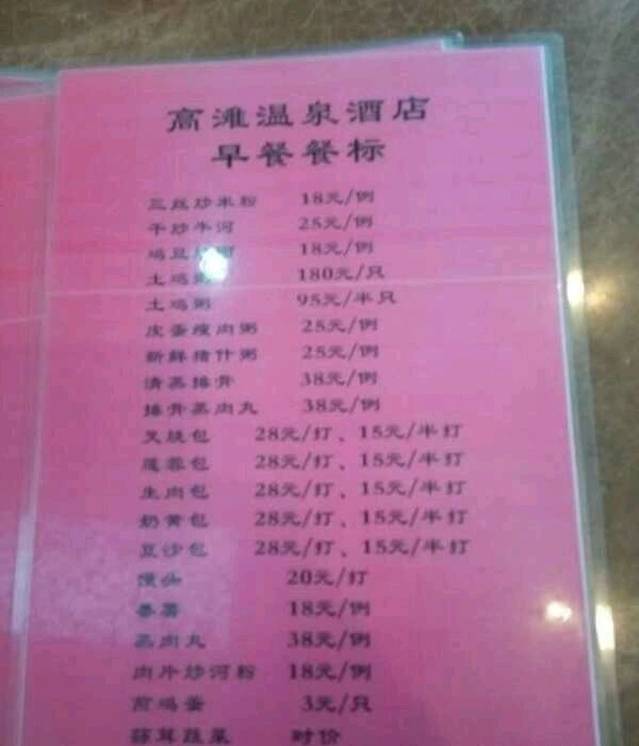 高滩温泉酒店
早餐餐标
三丝炒米粉 18元/例
干炒牛河 25元/例
鸡豆 18元/例
土鸡粥 180元/只
土鸡粥 95元/半只
皮蛋瘦肉粥 25元/例
新鲜猪什粥 25元/例
清蒸排骨 38元/例
排骨蒸肉丸 38元/例
叉烧包 28元/打、15元/半打
莲蓉包 28元/打、15元/半打
生肉包 28元/打、15元/半打
奶黄包 28元/打、15元/半打
豆沙包 28元/打、15元/半打
馒头 20元/打
番薯 18元/例
蒸肉丸 38元/例
肉片炒河粉 18元/例
煎鸡蛋 3元/只
蔬菜 时价